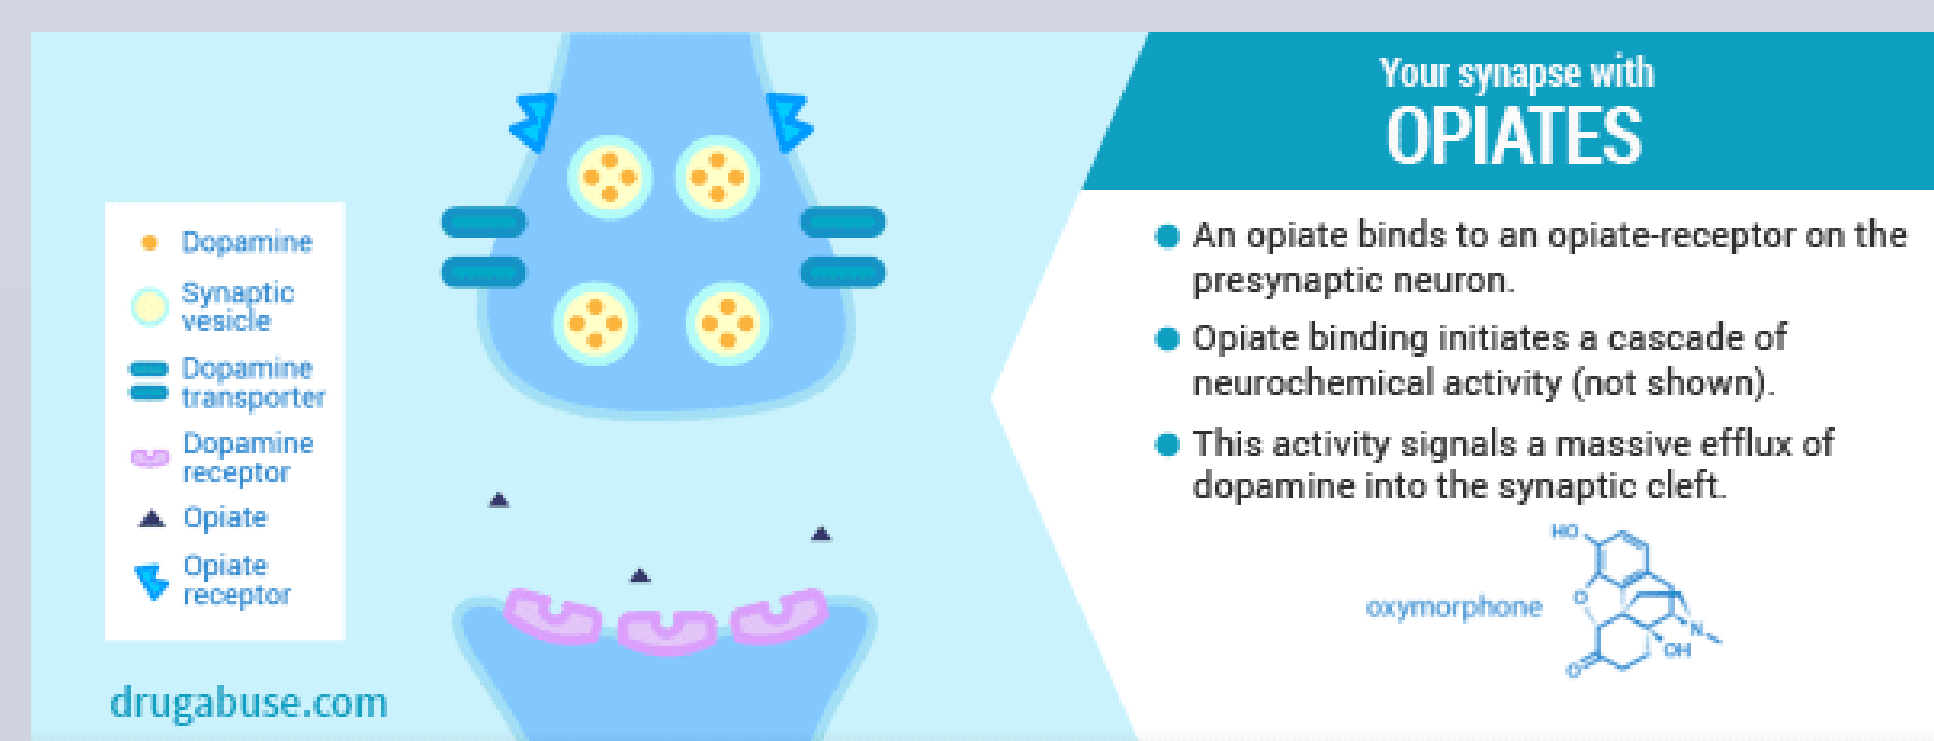 Your synapse with
OPIATES
Dopamine
Synaptic
vesicle
Dopamine
transporter
Dopamine
receptor
Opiate
Opiate
receptor
drugabuse.com
An opiate binds to an opiate-receptor on the
presynaptic neuron.
Opiate binding initiates a cascade of
neurochemical activity (not shown).
This activity signals a massive efflux of
dopamine into the synaptic cleft.
HO
oxymorphone
O
N
OH
O